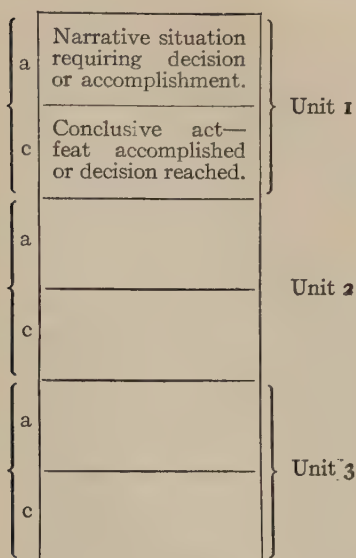 a
Narrative situation
requiring decision
or accomplishment.
c
Conclusive act—
feat accomplished
or decision reached.
Unit 1
a
c
Unit 2
a
c
Unit 3